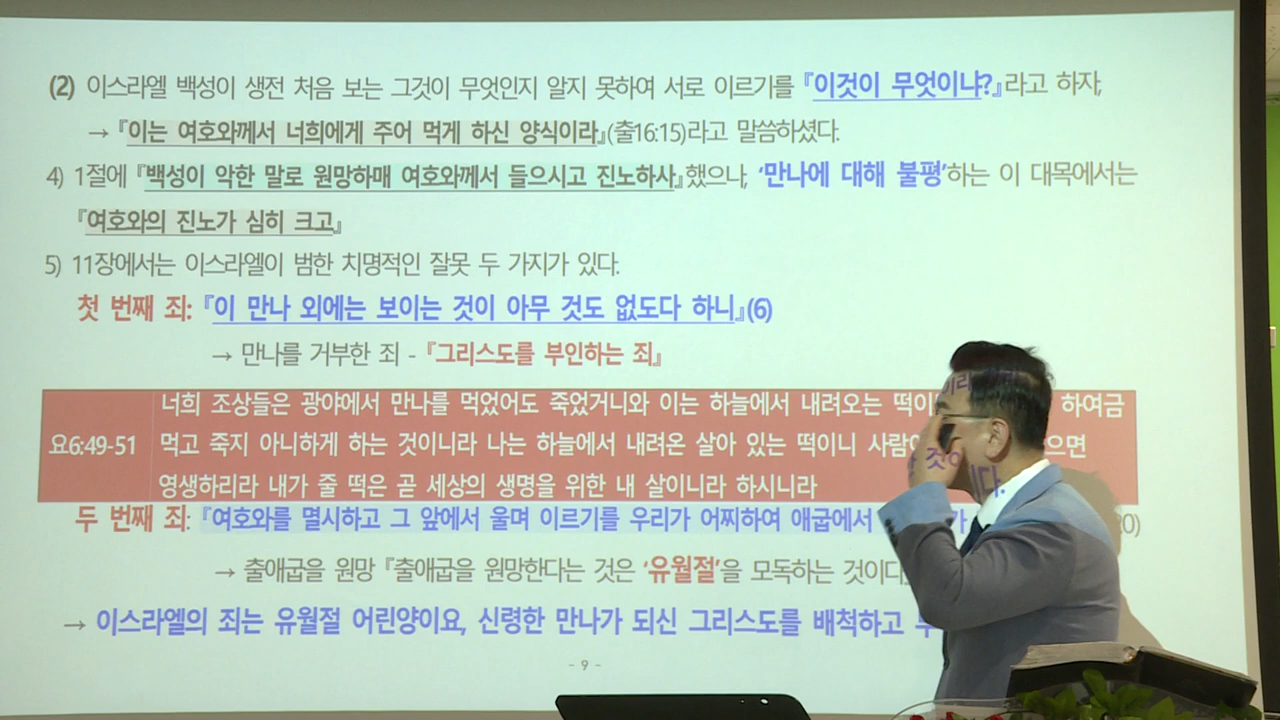 (2) 이스라엘 백성이 생전 처음 보는 그것이 무엇인지 알지 못하여 서로 이르기를 『이것이 무엇이냐?』라고 하자,
→ 『이는 여호와께서 너희에게 주어 먹게 하신 양식이라』(출16:15)라고 말씀하셨다.
4) 1절에 『백성이 악한 말로 원망하매 여호와께서 들으시고 진노하사』했으나, ‘만나에 대해 불평’하는 이 대목에서는
『여호와의 진노가 심히 크고』
5) 11장에서는 이스라엘이 범한 치명적인 잘못 두 가지가 있다.
첫 번째 죄: 『이 만나 외에는 보이는 것이 아무 것도 없도다 하니』(6)
→ 만나를 거부한 죄 - 『그리스도를 부인하는 죄』
너희 조상들은 광야에서 만나를 먹었어도 죽었거니와 이는 하늘에서 내려오는 떡이 하여금
요6:49-51 먹고 죽지 아니하게 하는 것이니라 나는 하늘에서 내려온 살아 있는 떡이니 사람이 으면
영생하리라 내가 줄 떡은 곧 세상의 생명을 위한 내 살이니라 하시니라
두 번째 죄: 『여호와를 멸시하고 그 앞에서 울며 이르기를 우리가 어찌하여 애굽에서 가 0)
→ 출애굽을 원망 『출애굽을 원망한다는 것은 ‘유월절’을 모독하는 것이다
→ 이스라엘의 죄는 유월절 어린양이요, 신령한 만나가 되신 그리스도를 배척하고
- 9 -